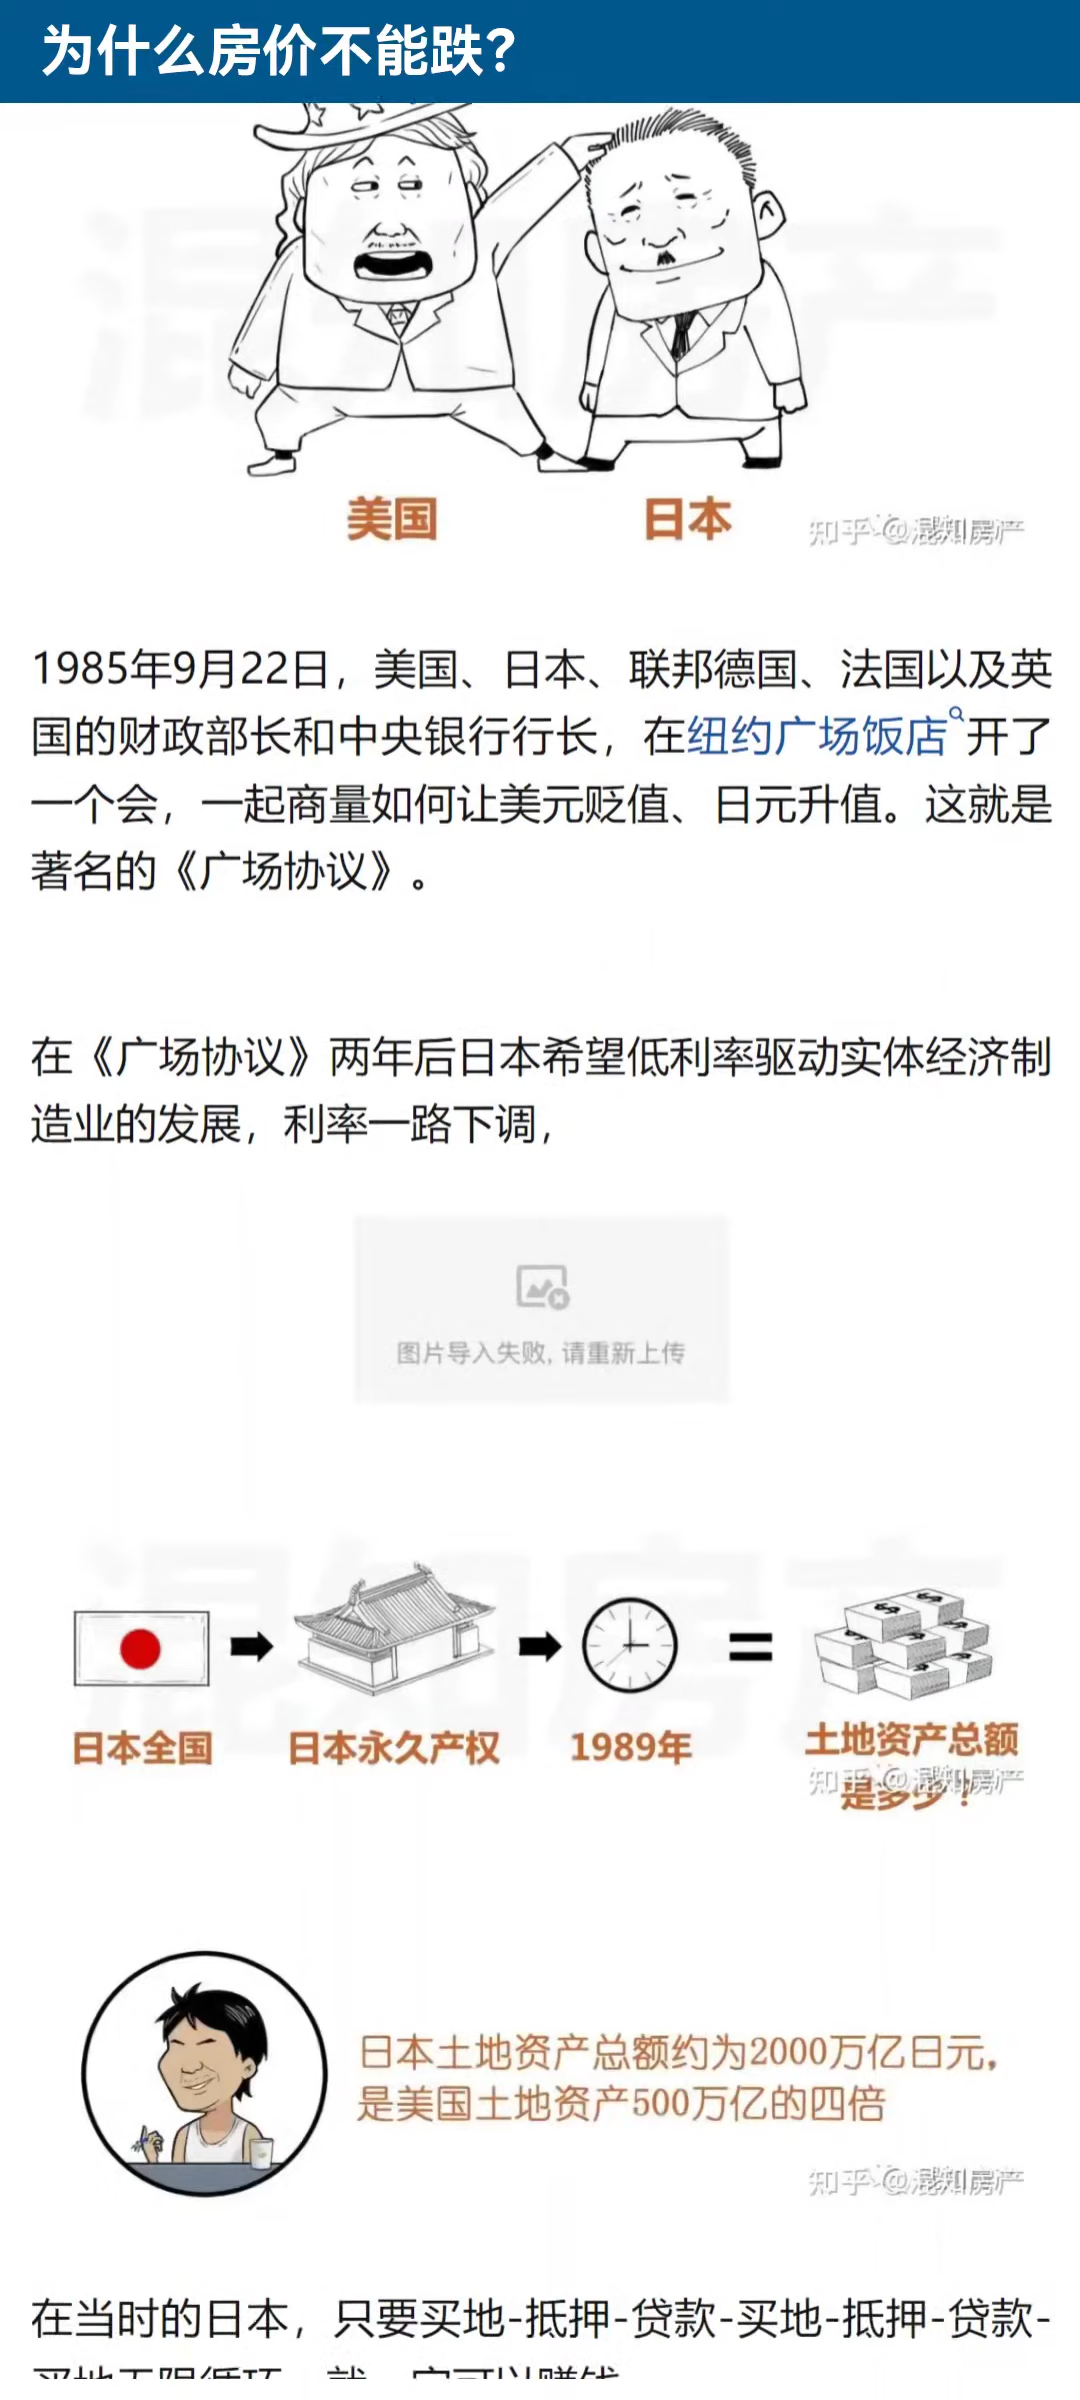 为什么房价不能跌?
美国
日本
知乎 @混知房产
1985年9月22日，美国、日本、联邦德国、法国以及英
国的财政部长和中央银行行长，在纽约广场饭店开了
一个会，一起商量如何让美元贬值、日元升值。这就是
著名的《广场协议》。
在《广场协议》两年后日本希望低利率驱动实体经济制
造业的发展，利率一路下调，
图片导入失败, 请重新上传
混知房产
日本全国
日本永久产权
1989年
土地资产总额
是多少？
知乎 @混知房产
日本土地资产总额约为2000万亿日元，
是美国土地资产500万亿的四倍
知乎 @混知房产
在当时的日本，只要买地-抵押-贷款-买地-抵押-贷款-